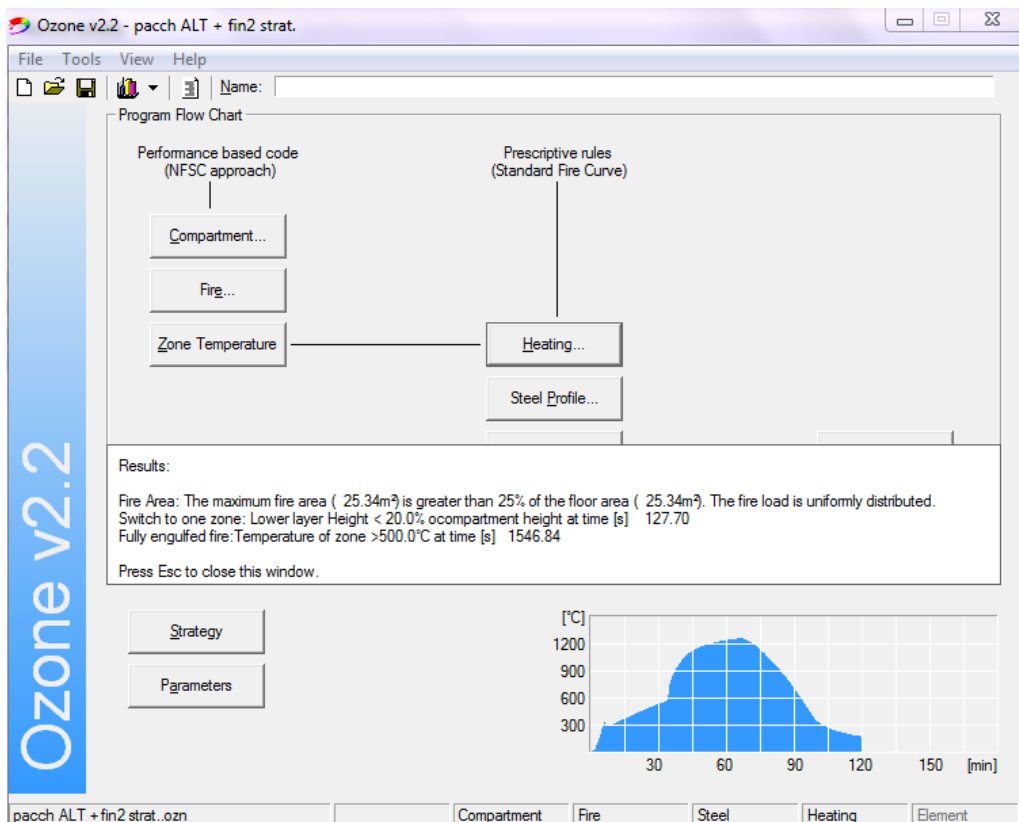 Ozone v2.2 - pacch ALT + fin2 strat.
File Tools View Help
Name:
Program Flow Chart
Performance based code
(NFSC approach)
Prescriptive rules
(Standard Fire Curve)
Compartment...
Fire...
Zone Temperature
Heating...
Steel Profile...
Results:
Fire Area: The maximum fire area ( 25.34m²) is greater than 25% of the floor area ( 25.34m²). The fire load is uniformly distributed.
Switch to one zone: Lower layer Height < 20.0% ocompartment height at time [s] 127.70
Fully engulfed fire:Temperature of zone >500.0°C at time [s] 1546.84
Press Esc to close this window.
Strategy
Parameters
[°C]
1200
900
600
300
30 60 90 120 150 [min]
Ozone v2.2
pacch ALT + fin2 strat..ozn Compartment Fire Steel Heating Element